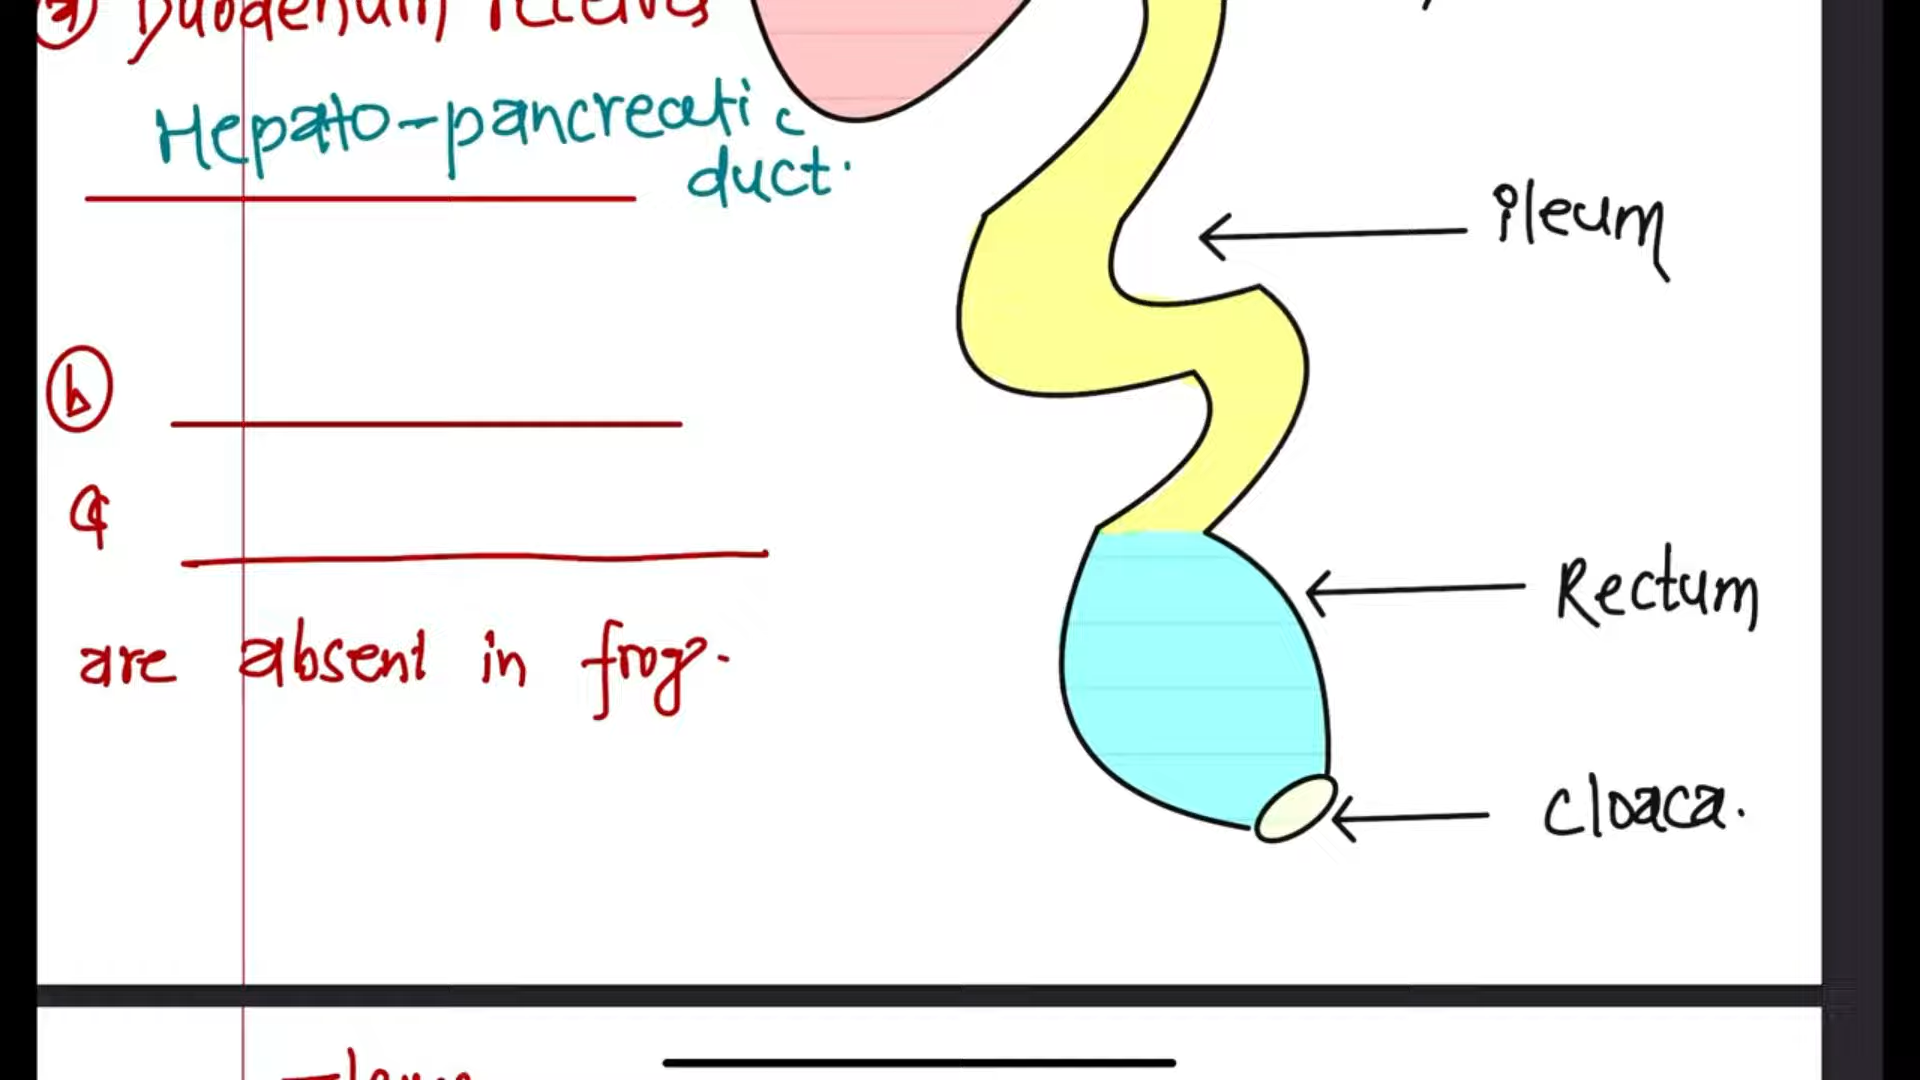 a) Duodenum receives
Hepato-pancreatic
duct.
ileum
b
&
Rectum
are absent in frog.
cloaca.